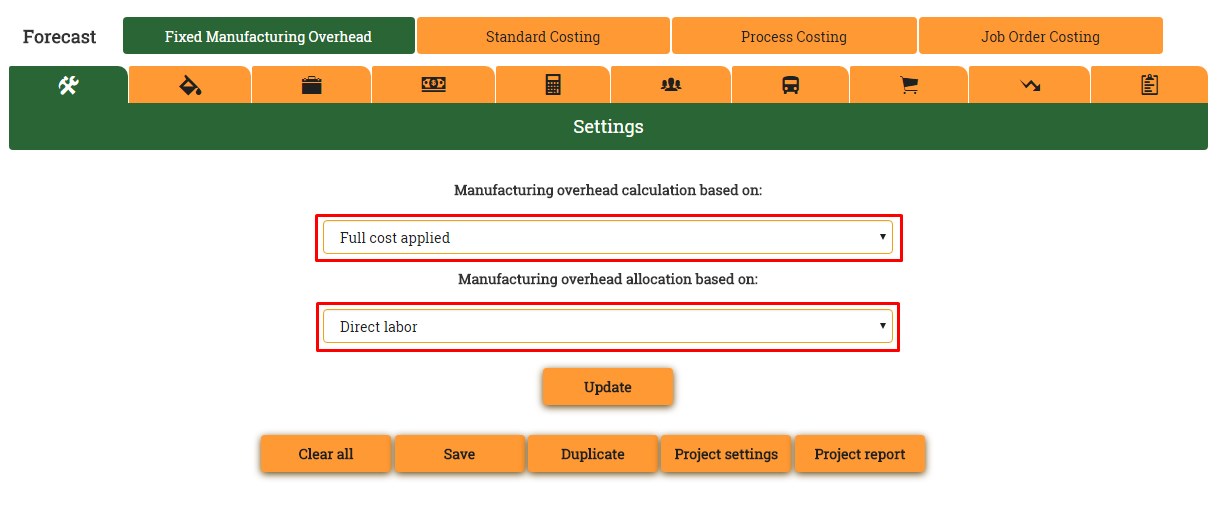 Forecast Fixed Manufacturing Overhead Standard Costing Process Costing Job Order Costing
Settings
Manufacturing overhead calculation based on:
Full cost applied
Manufacturing overhead allocation based on:
Direct labor
Update
Clear all Save Duplicate Project settings Project report